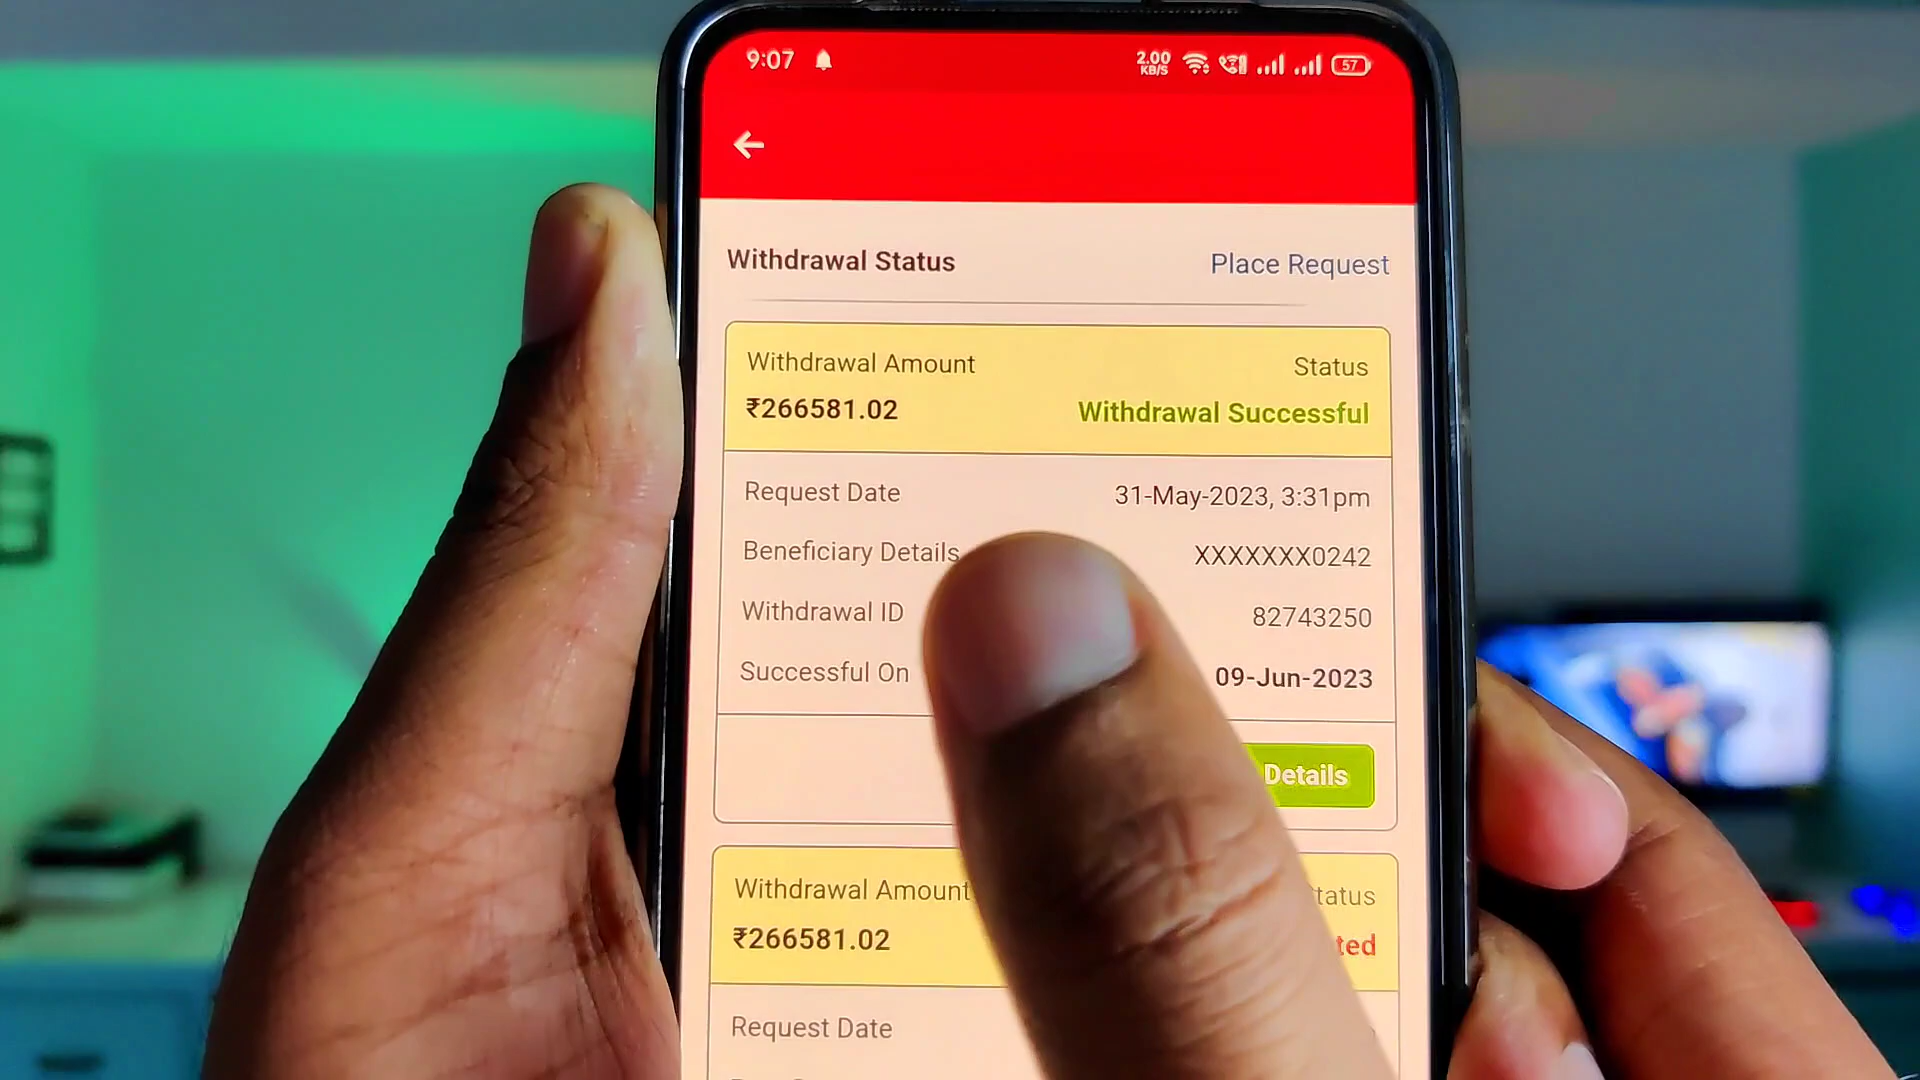 9:07
2.00
KB/S
57
Withdrawal Status Place Request
Withdrawal Amount Status
₹266581.02 Withdrawal Successful
Request Date 31-May-2023, 3:31pm
Beneficiary Details XXXXXXX0242
Withdrawal ID 82743250
Successful On 09-Jun-2023
Details
Withdrawal Amount tatus
₹266581.02 ted
Request Date